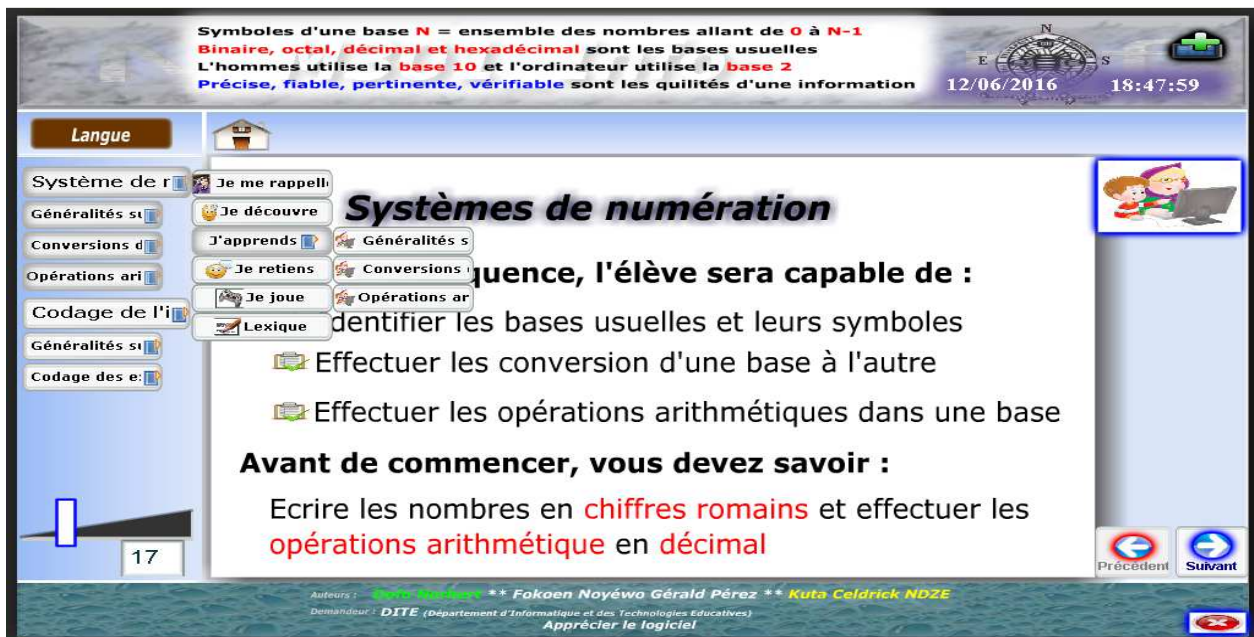 Symboles d'une base N = ensemble des nombres allant de 0 à N-1
Binaire, octal, décimal et hexadécimal sont les bases usuelles
L'hommes utilise la base 10 et l'ordinateur utilise la base 2
Précise, fiable, pertinente, vérifiable sont les quilités d'une information
N
E
S
12/06/2016 18:47:59
Langue
Système de r
Généralités su
Conversions d
Opérations ari
Codage de l'i
Généralités su
Codage des e
Je me rappell
Je découvre
J'apprends
Je retiens
Je joue
Lexique
Généralités s
Conversions
Opérations ar
Systèmes de numération
quence, l'élève sera capable de :
dentifier les bases usuelles et leurs symboles
Effectuer les conversion d'une base à l'autre
Effectuer les opérations arithmétiques dans une base
Avant de commencer, vous devez savoir :
Ecrire les nombres en chiffres romains et effectuer les
opérations arithmétique en décimal
17
Précédent
Suivant
Auteurs : ** Fokoen Noyéwo Gérald Pérez ** Kuta Celdrick NDZE
Demandeur : DITE (Département d'Informatique et des Technologies Educatives)
Apprécier le logiciel